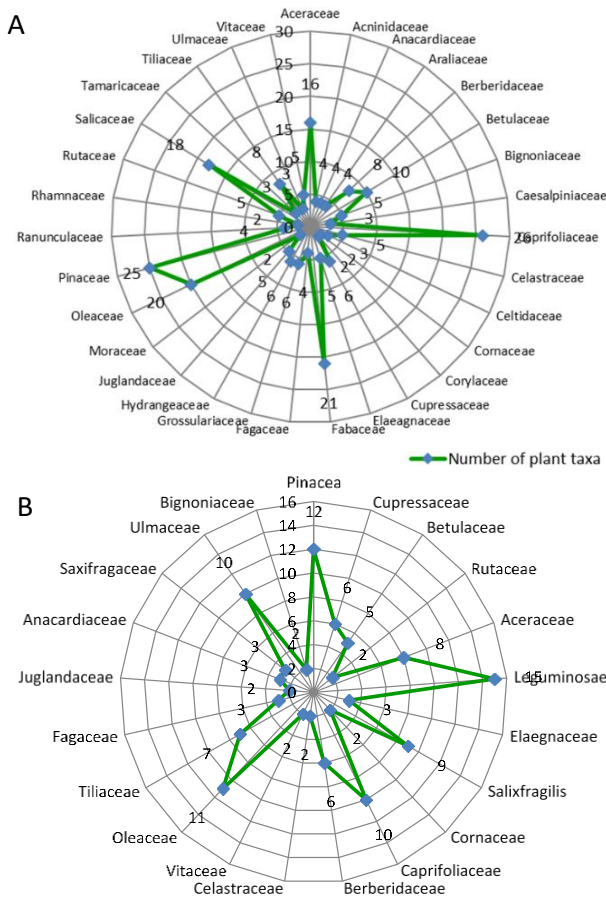 A
Aceraceae
Acninidaceae
Anacardiaceae
Araliaceae
Berberidaceae
Betulaceae
Bignoniaceae
Caesalpiniaceae
Caprifoliaceae
Celastraceae
Celtidaceae
Cornaceae
Corylaceae
Cupressaceae
Elaeagnaceae
Fabaceae
Fagaceae
Grossulariaceae
Hydrangeaceae
Juglandaceae
Moraceae
Oleaceae
Pinaceae
Ranunculaceae
Rhamnaceae
Rutaceae
Salicaceae
Tamaricaceae
Tiliaceae
Ulmaceae
Vitaceae
30
25
20
15
10
5
0
16
4
4
4
8
10
5
3
26
5
3
2
6
5
21
4
6
6
5
2
20
25
4
2
5
18
3
8
3
5
Number of plant taxa
B
Pinacea
Cupressaceae
Betulaceae
Rutaceae
Aceraceae
Leguminosae
Elaegnaceae
Salixfragilis
Cornaceae
Caprifoliaceae
Berberidaceae
Celastraceae
Vitaceae
Oleaceae
Tiliaceae
Fagaceae
Juglandaceae
Anacardiaceae
Saxifragaceae
Ulmaceae
Bignoniaceae
16
14
12
10
8
6
4
2
0
12
6
5
2
8
15
3
9
2
10
6
2
2
11
7
3
2
3
3
10
2